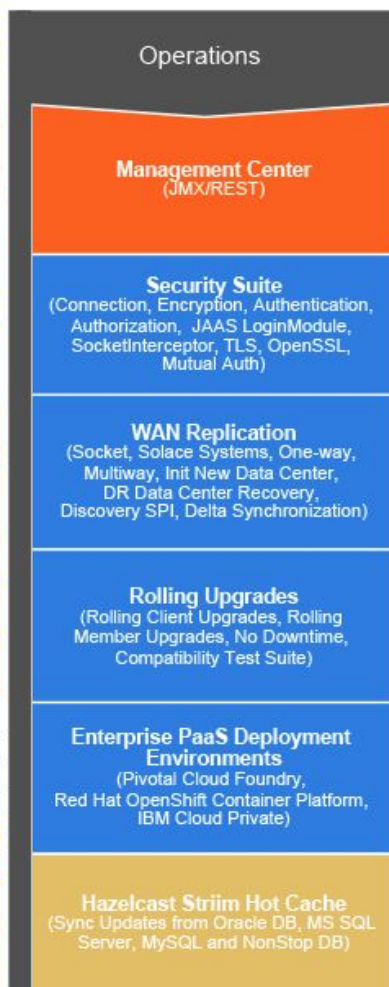 Operations
Management Center
(JMX/REST)
Security Suite
(Connection, Encryption, Authentication,
Authorization, JAAS LoginModule,
SocketInterceptor, TLS, OpenSSL,
Mutual Auth)
WAN Replication
(Socket, Solace Systems, One-way,
Multiway, Init New Data Center,
DR Data Center Recovery,
Discovery SPI, Delta Synchronization)
Rolling Upgrades
(Rolling Client Upgrades, Rolling
Member Upgrades, No Downtime,
Compatibility Test Suite)
Enterprise PaaS Deployment
Environments
(Pivotal Cloud Foundry,
Red Hat OpenShift Container Platform,
IBM Cloud Private)
Hazelcast Striim Hot Cache
(Sync Updates from Oracle DB, MS SQL
Server, MySQL and NonStop DB)